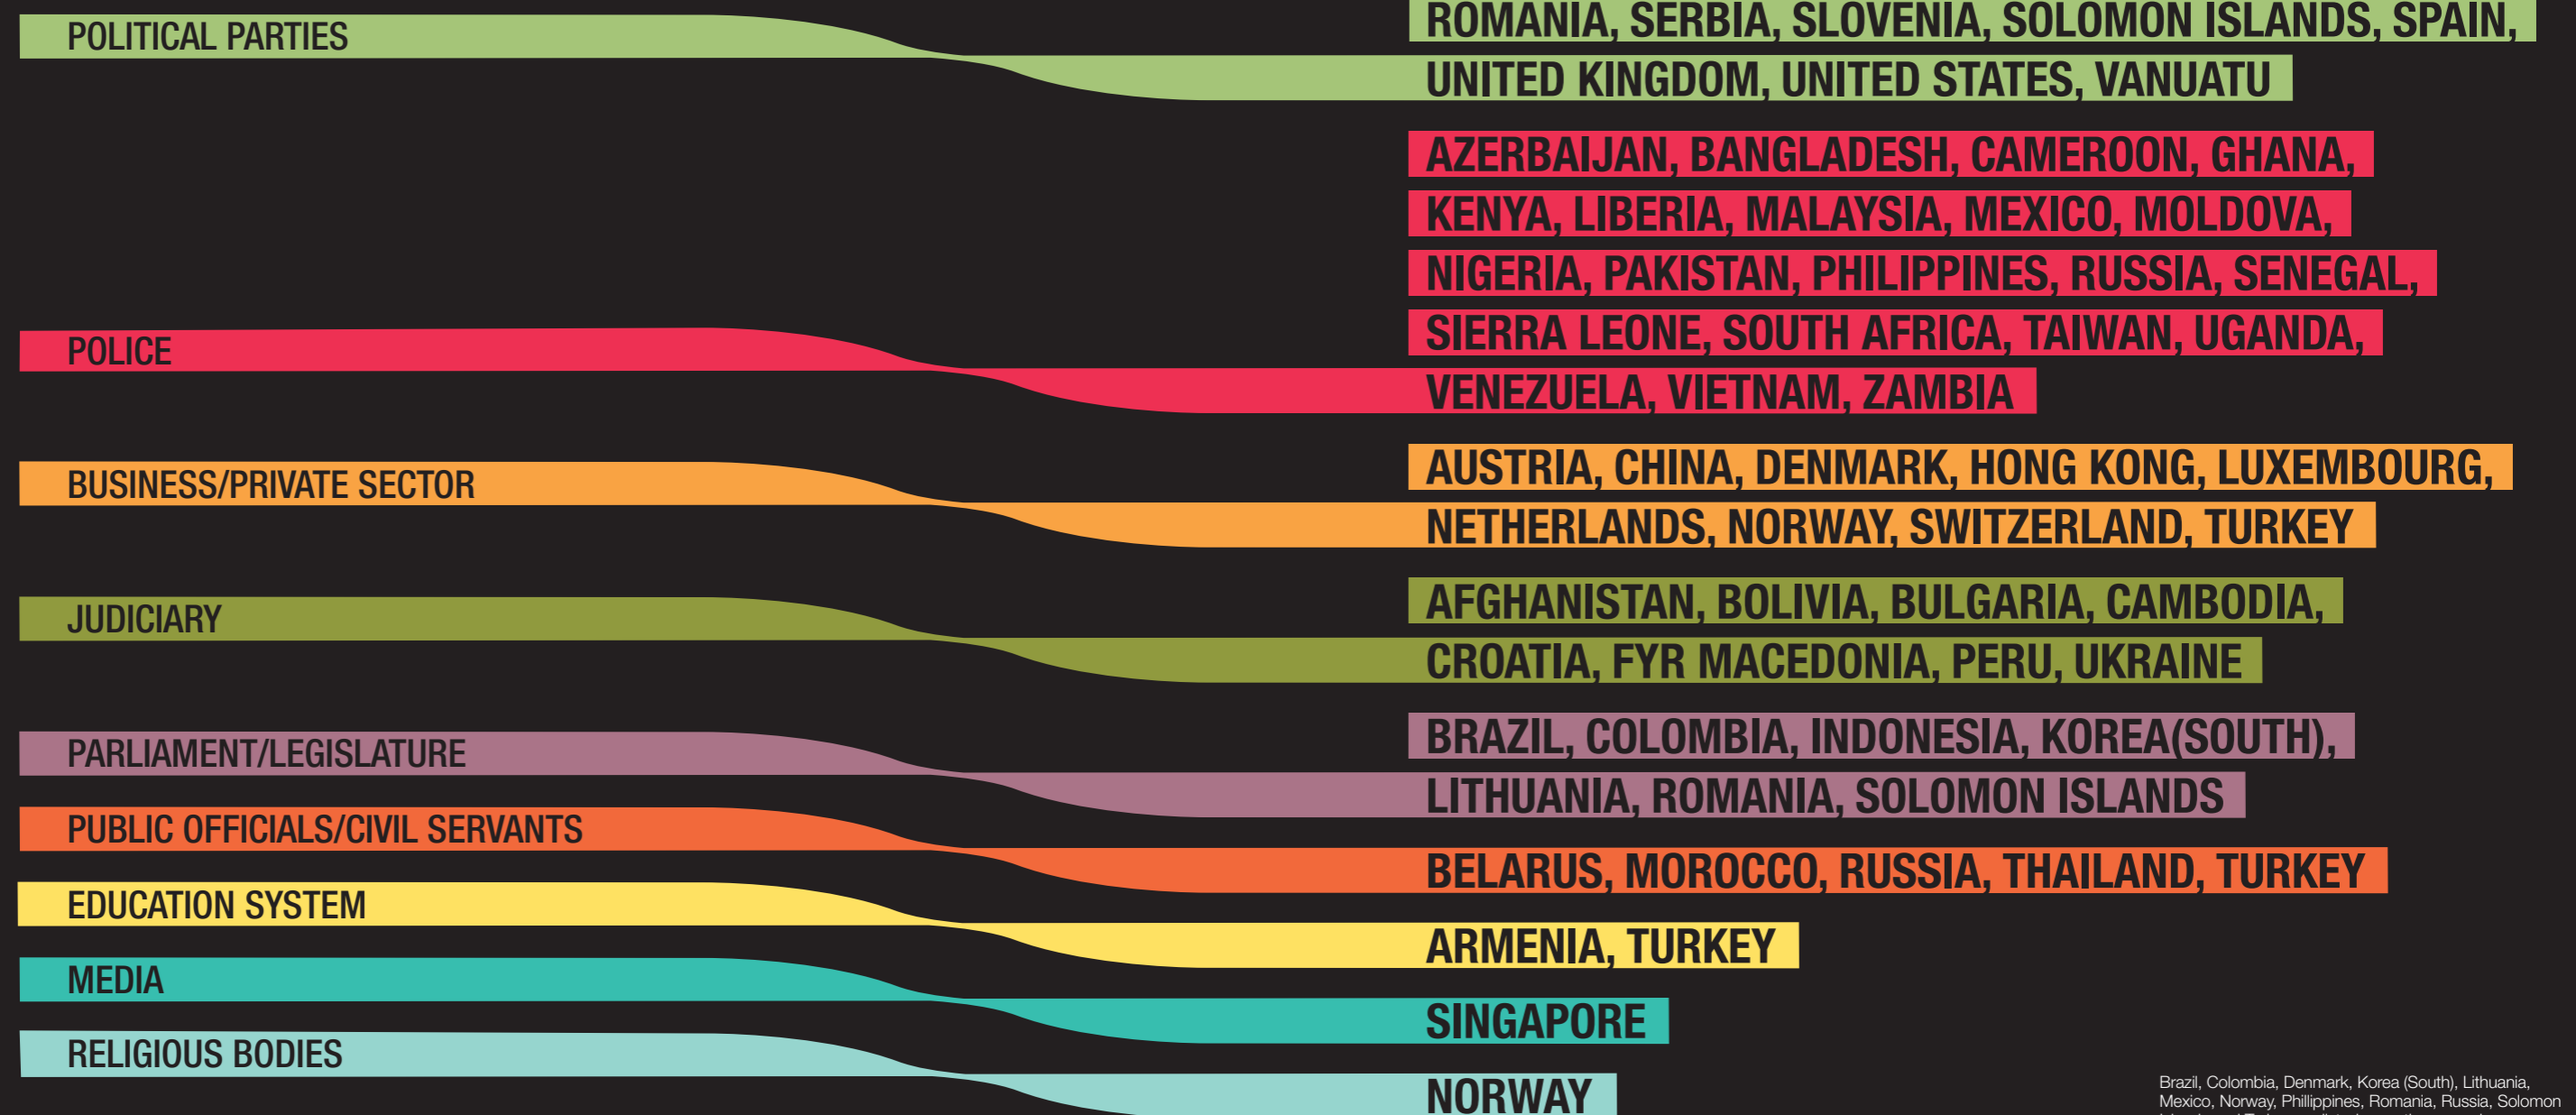 POLITICAL PARTIES
ROMANIA, SERBIA, SLOVENIA, SOLOMON ISLANDS, SPAIN,
UNITED KINGDOM, UNITED STATES, VANUATU
AZERBAIJAN, BANGLADESH, CAMEROON, GHANA,
KENYA, LIBERIA, MALAYSIA, MEXICO, MOLDOVA,
NIGERIA, PAKISTAN, PHILIPPINES, RUSSIA, SENEGAL,
SIERRA LEONE, SOUTH AFRICA, TAIWAN, UGANDA,
POLICE
VENEZUELA, VIETNAM, ZAMBIA
BUSINESS/PRIVATE SECTOR
AUSTRIA, CHINA, DENMARK, HONG KONG, LUXEMBOURG,
NETHERLANDS, NORWAY, SWITZERLAND, TURKEY
JUDICIARY
AFGHANISTAN, BOLIVIA, BULGARIA, CAMBODIA,
CROATIA, FYR MACEDONIA, PERU, UKRAINE
PARLIAMENT/LEGISLATURE
BRAZIL, COLOMBIA, INDONESIA, KOREA(SOUTH),
LITHUANIA, ROMANIA, SOLOMON ISLANDS
PUBLIC OFFICIALS/CIVIL SERVANTS
BELARUS, MOROCCO, RUSSIA, THAILAND, TURKEY
EDUCATION SYSTEM
ARMENIA, TURKEY
MEDIA
SINGAPORE
RELIGIOUS BODIES
NORWAY
Brazil, Colombia, Denmark, Korea (South), Lithuania,
Mexico, Norway, Phillippines, Romania, Russia, Solomon